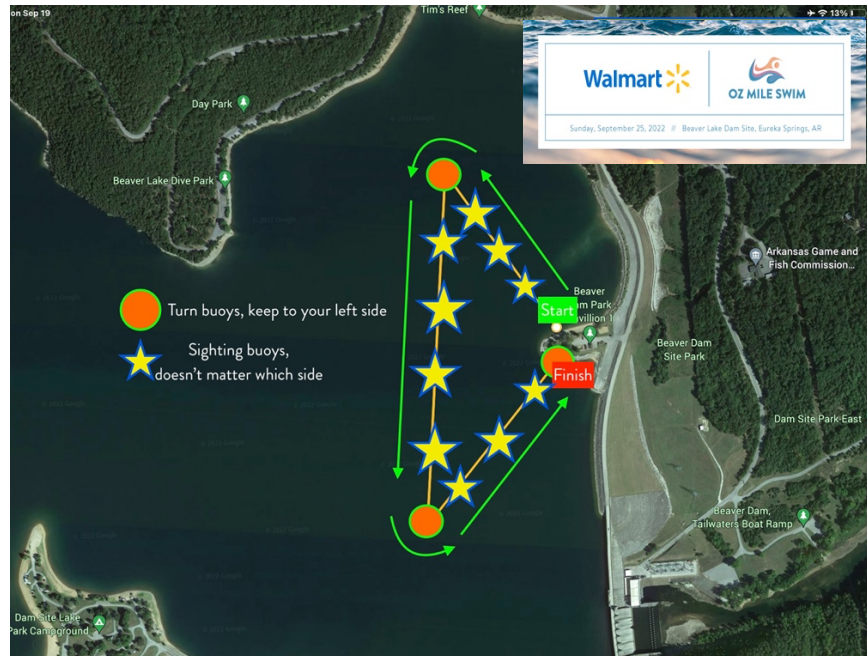 on Sep 19
13%
Tim's Reef
Walmart
OZ MILE SWIM
Sunday, September 25, 2022 // Beaver Lake Dam Site, Eureka Springs, AR
Day Park
Beaver Lake Dive Park
Arkansas Game and
Fish Commission...
Turn buoys, keep to your left side
Start
Beaver
am Park
avillion 1
Sighting buoys,
doesn't matter which side
Beaver Dam
Site Park
Finish
Dam Site Park-East
Beaver Dam,
Tailwaters Boat Ramp
Dam Site Lake
Park Campground